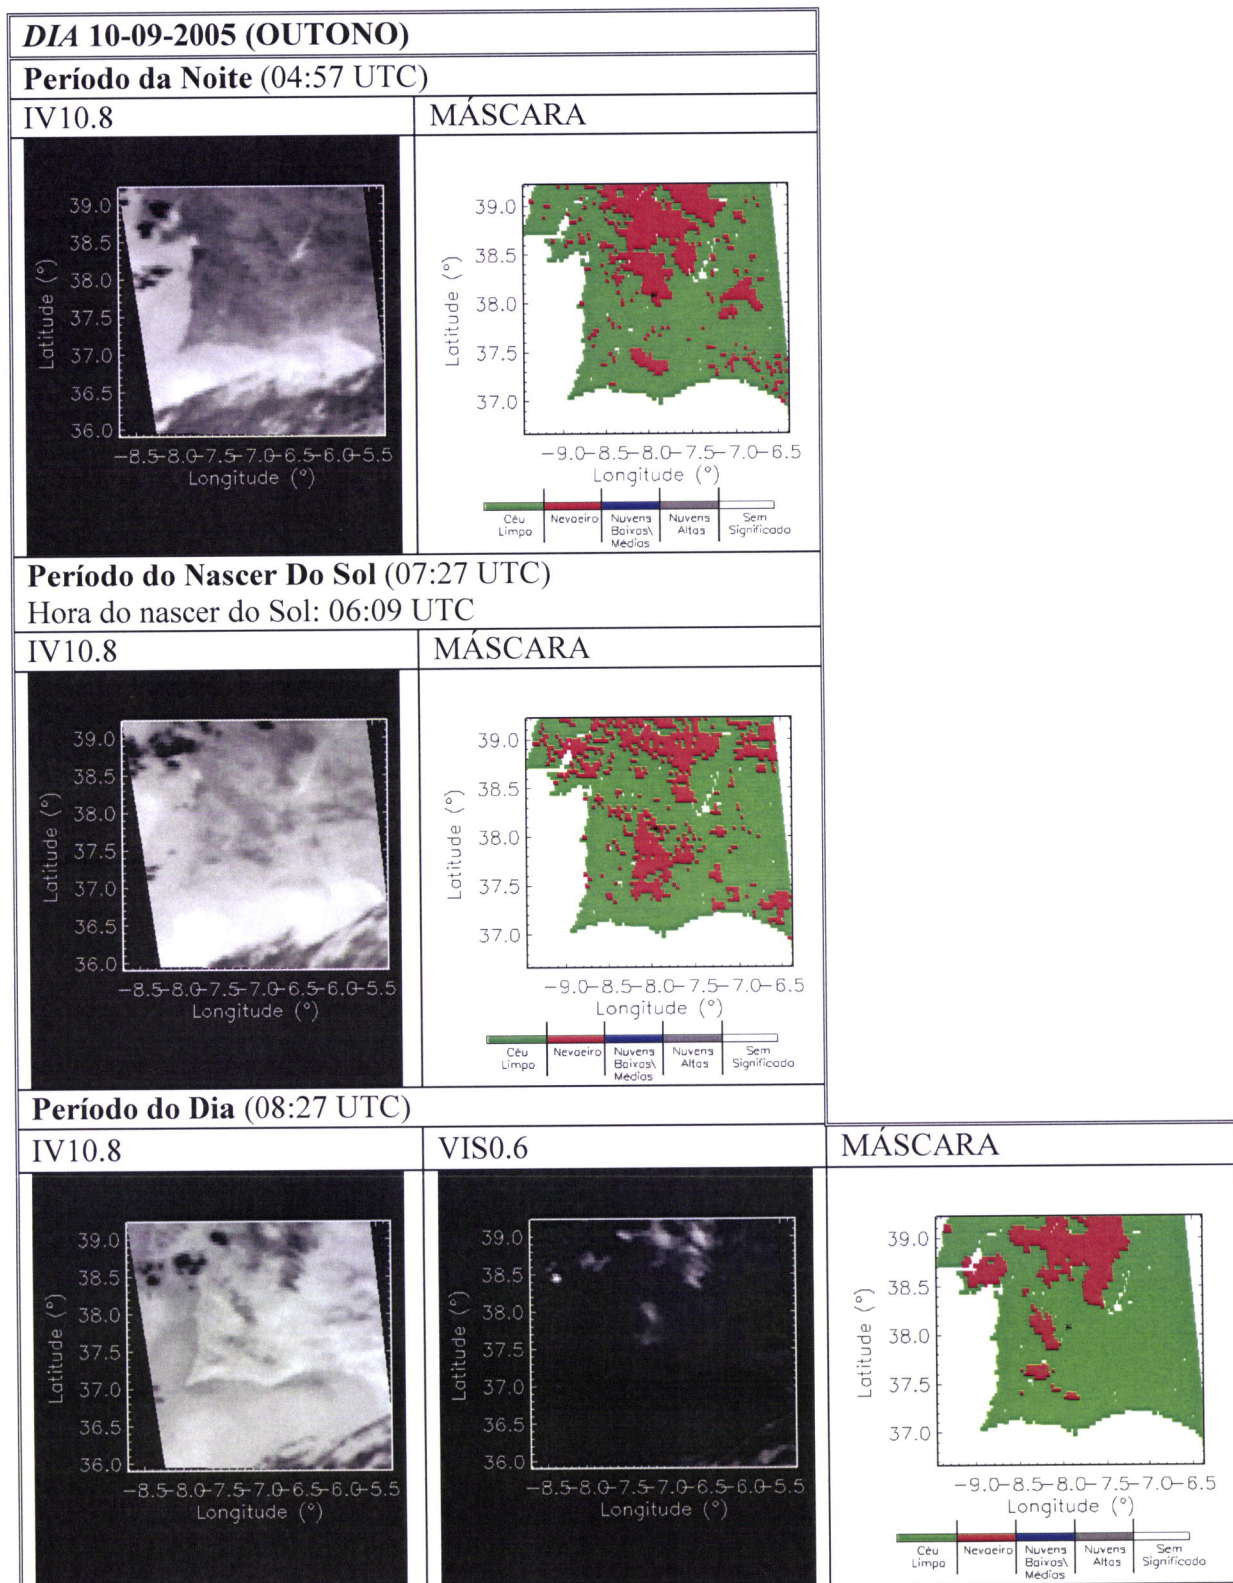 DIA 10-09-2005 (OUTONO)
Período da Noite (04:57 UTC)
IV10.8
MÁSCARA
39.0
38.5
38.0
37.5
37.0
36.5
36.0
Latitude (°)
-8.5-8.0-7.5-7.0-6.5-6.0-5.5
Longitude (°)
39.0
38.5
38.0
37.5
37.0
Latitude (°)
-9.0-8.5-8.0-7.5-7.0-6.5
Longitude (°)
Céu Limpo
Nevoeiro
Nuvens Baixas\ Médias
Nuvens Altas
Sem Significado
Período do Nascer Do Sol (07:27 UTC)
Hora do nascer do Sol: 06:09 UTC
IV10.8
MÁSCARA
39.0
38.5
38.0
37.5
37.0
36.5
36.0
Latitude (°)
-8.5-8.0-7.5-7.0-6.5-6.0-5.5
Longitude (°)
39.0
38.5
38.0
37.5
37.0
Latitude (°)
-9.0-8.5-8.0-7.5-7.0-6.5
Longitude (°)
Céu Limpo
Nevoeiro
Nuvens Baixas\ Médias
Nuvens Altas
Sem Significado
Período do Dia (08:27 UTC)
IV10.8
VIS0.6
MÁSCARA
39.0
38.5
38.0
37.5
37.0
36.5
36.0
Latitude (°)
-8.5-8.0-7.5-7.0-6.5-6.0-5.5
Longitude (°)
39.0
38.5
38.0
37.5
37.0
36.5
36.0
Latitude (°)
-8.5-8.0-7.5-7.0-6.5-6.0-5.5
Longitude (°)
39.0
38.5
38.0
37.5
37.0
Latitude (°)
-9.0-8.5-8.0-7.5-7.0-6.5
Longitude (°)
Céu Limpo
Nevoeiro
Nuvens Baixas\ Médias
Nuvens Altas
Sem Significado